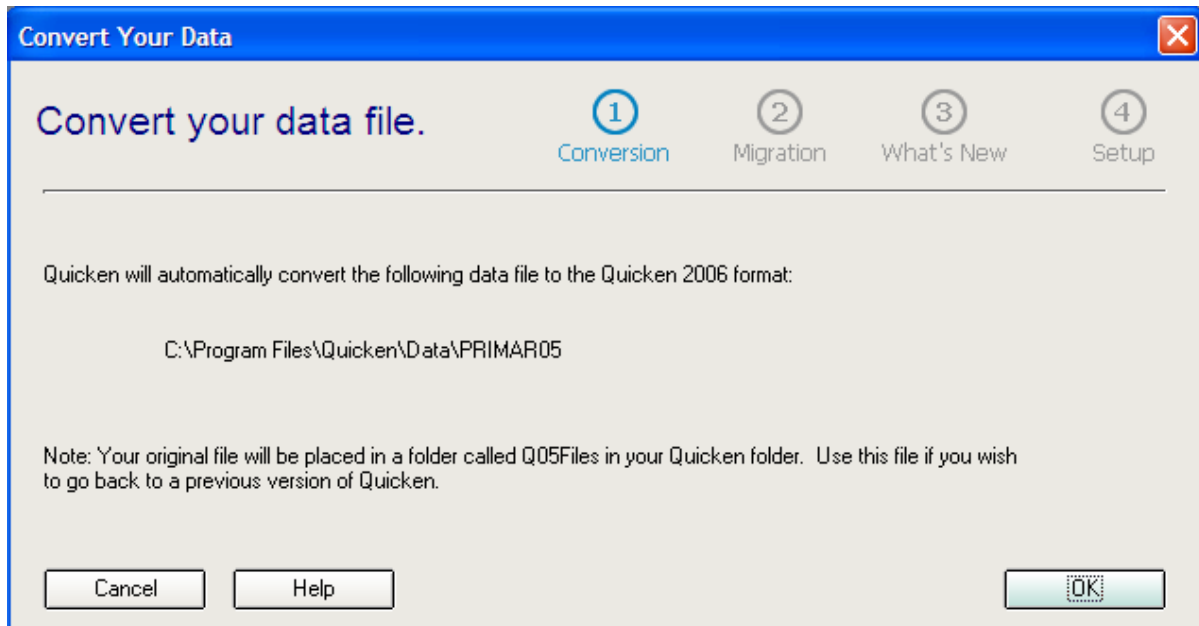 Convert Your Data
Convert your data file.
1 2 3 4
Conversion Migration What's New Setup
Quicken will automatically convert the following data file to the Quicken 2006 format:
C:\Program Files\Quicken\Data\PRIMAR05
Note: Your original file will be placed in a folder called Q05Files in your Quicken folder.  Use this file if you wish
to go back to a previous version of Quicken.
Cancel Help OK